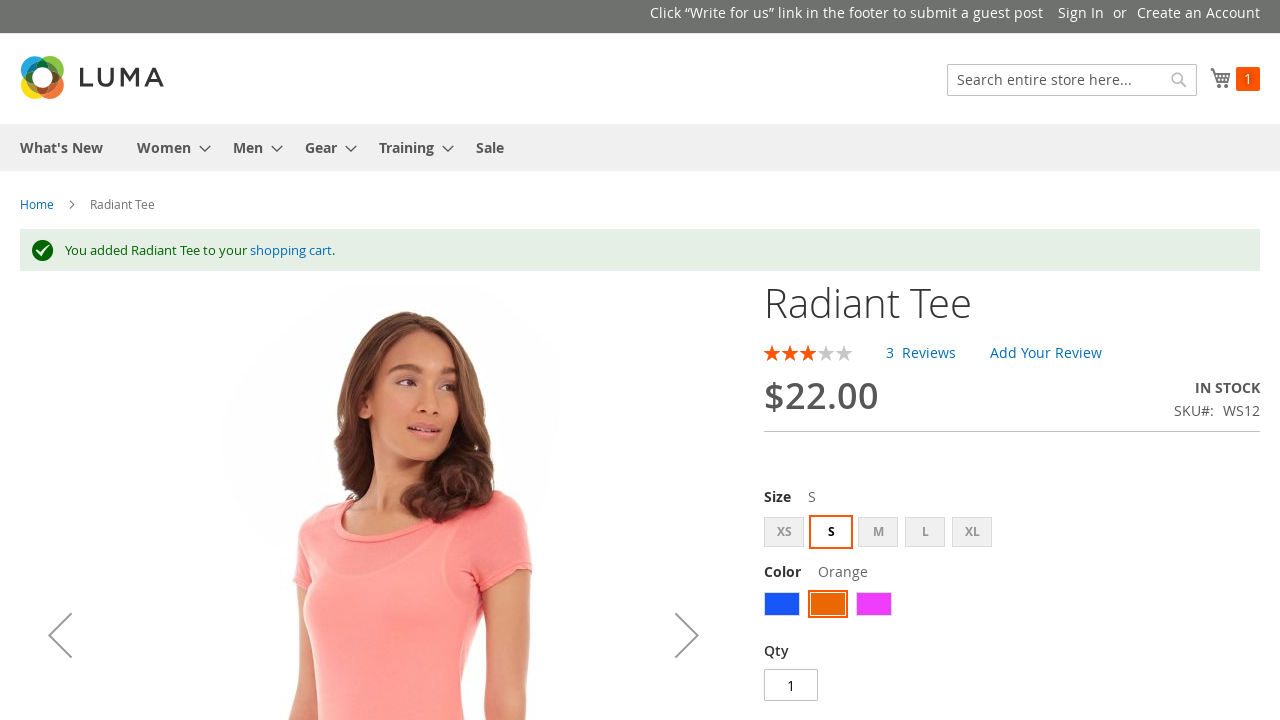 Click “Write for us” link in the footer to submit a guest post Sign In or Create an Account
LUMA
Search entire store here...
1
What's New Women Men Gear Training Sale
Home Radiant Tee
You added Radiant Tee to your shopping cart.
Radiant Tee
3 Reviews Add Your Review
$22.00
IN STOCK
SKU#: WS12
Size S
XS S M L XL
Color Orange
Qty
1